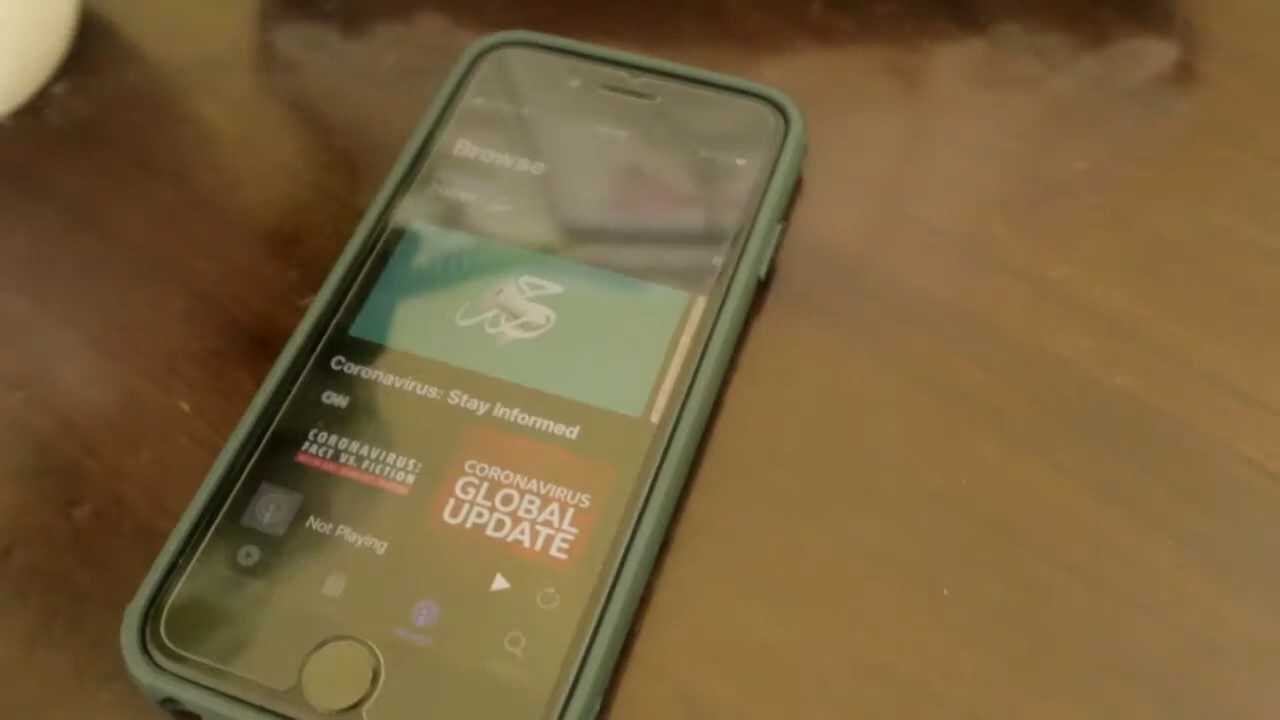 Browse
Coronavirus: Stay Informed
CNN
CORONAVIRUS:
FACT VS. FICTION
CORONAVIRUS
GLOBAL
UPDATE
Not Playing